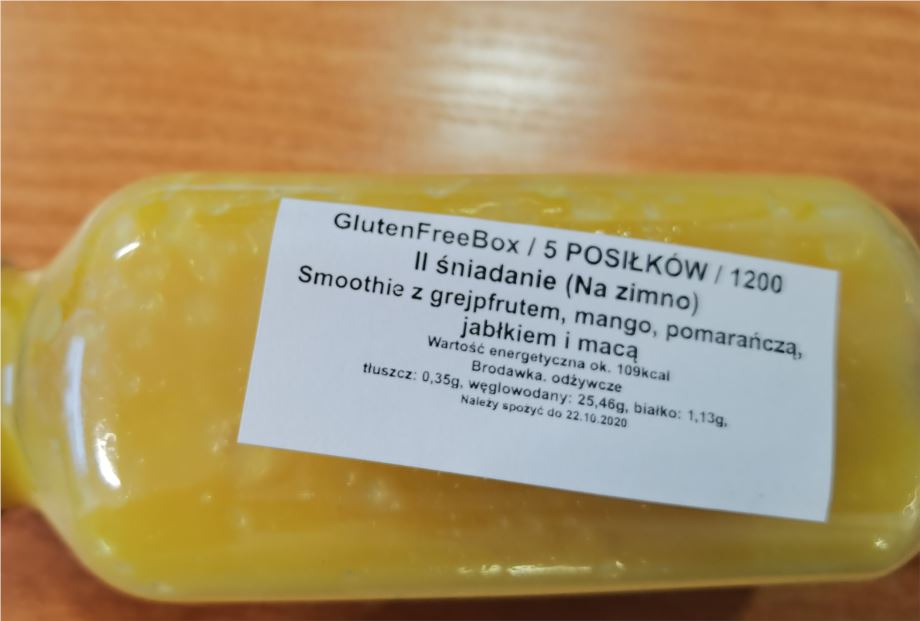 GlutenFreeBox / 5 POSIŁKÓW / 1200
II śniadanie (Na zimno)
Smoothie z grejpfrutem, mango, pomarańczą,
jabłkiem i macą
Wartość energetyczna ok. 109kcal
Brodawka. odżywcze
tłuszcz: 0,35g, węglowodany: 25,46g, białko: 1,13g,
Należy spożyć do 22.10.2020